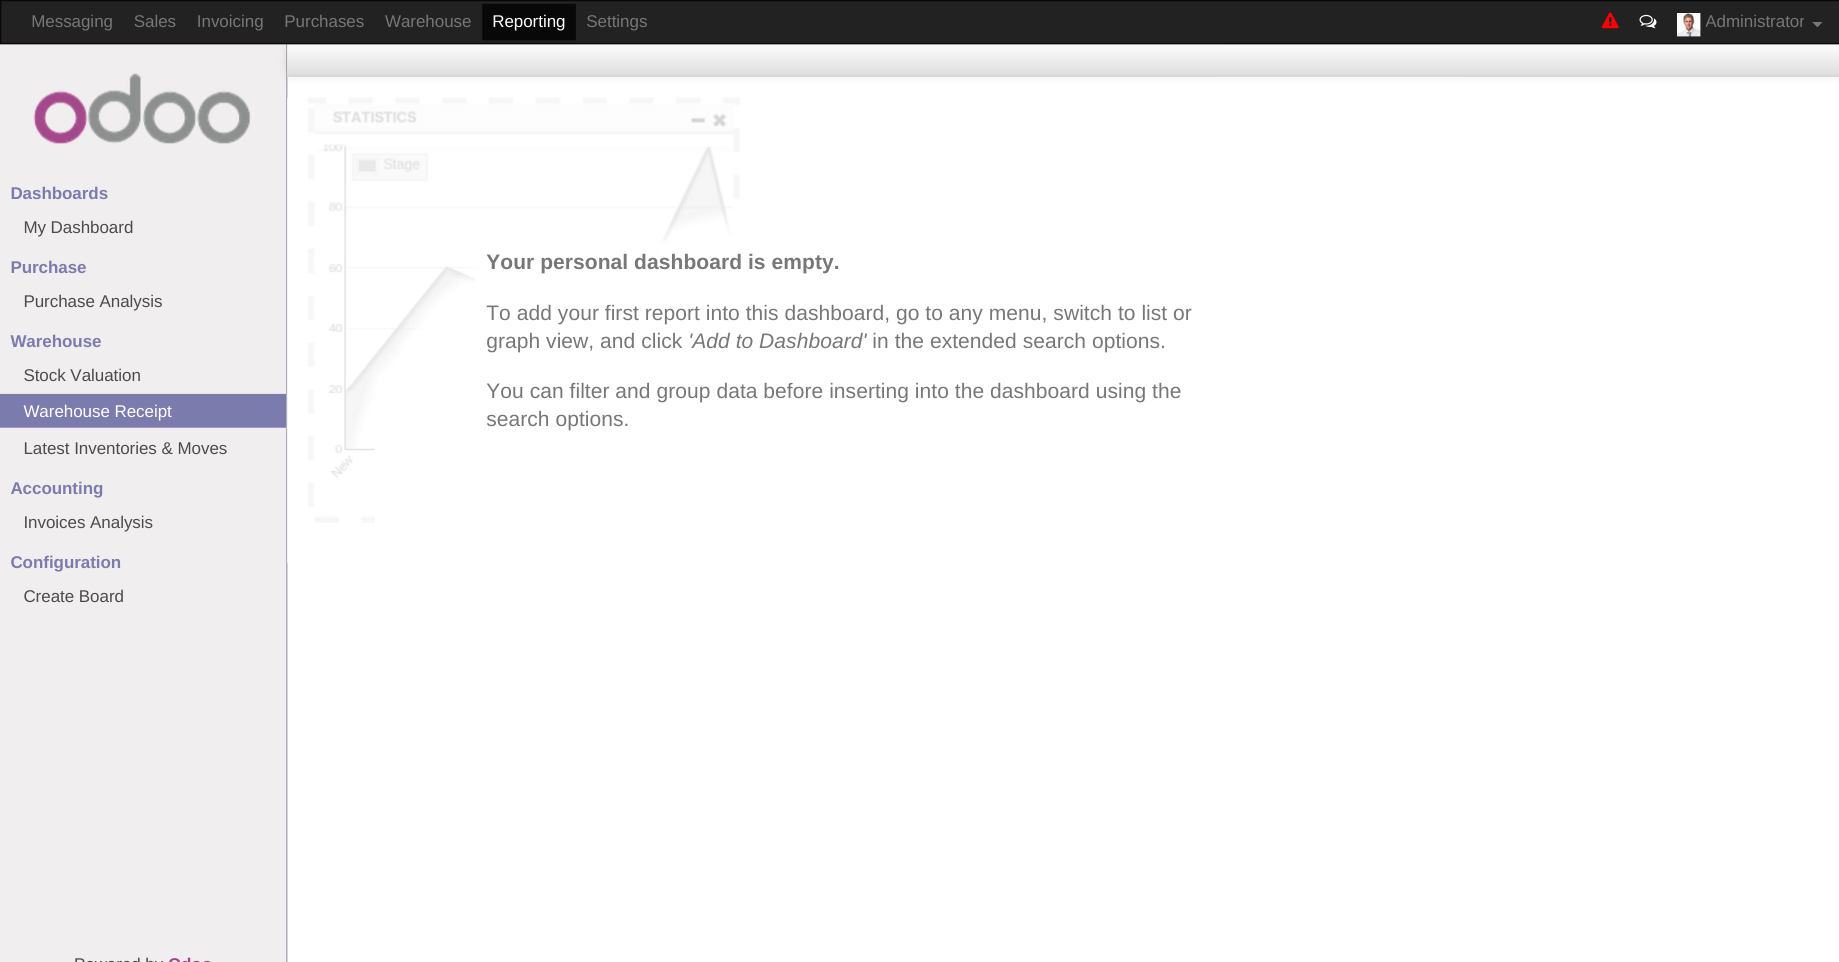 Messaging Sales Invoicing Purchases Warehouse Reporting Settings Administrator
odoo
Dashboards
My Dashboard
Purchase
Purchase Analysis
Warehouse
Stock Valuation
Warehouse Receipt
Latest Inventories & Moves
Accounting
Invoices Analysis
Configuration
Create Board
Powered by Odoo
STATISTICS
100
Stage
80
60
40
20
0
New
Your personal dashboard is empty.
To add your first report into this dashboard, go to any menu, switch to list or
graph view, and click 'Add to Dashboard' in the extended search options.
You can filter and group data before inserting into the dashboard using the
search options.